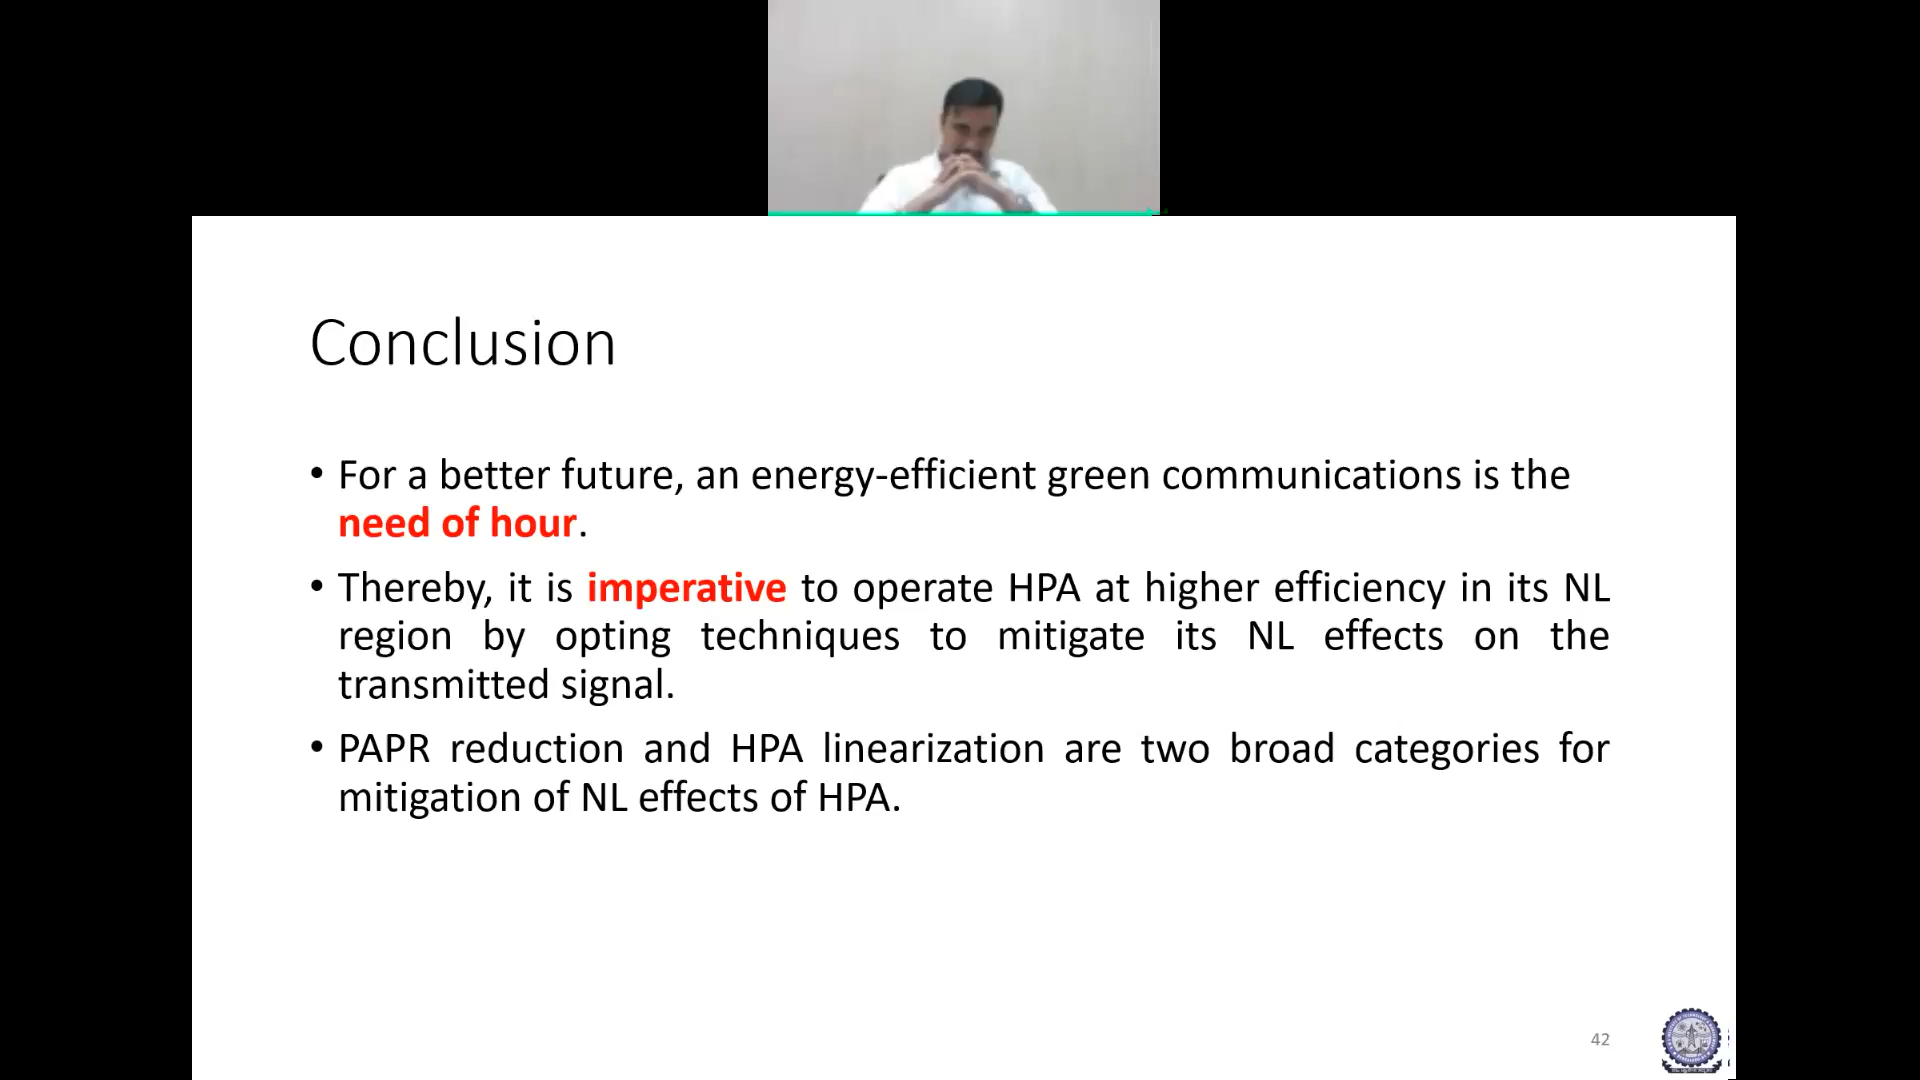 Conclusion
• For a better future, an energy-efficient green communications is the
need of hour.
• Thereby, it is imperative to operate HPA at higher efficiency in its NL
region by opting techniques to mitigate its NL effects on the
transmitted signal.
• PAPR reduction and HPA linearization are two broad categories for
mitigation of NL effects of HPA.
42